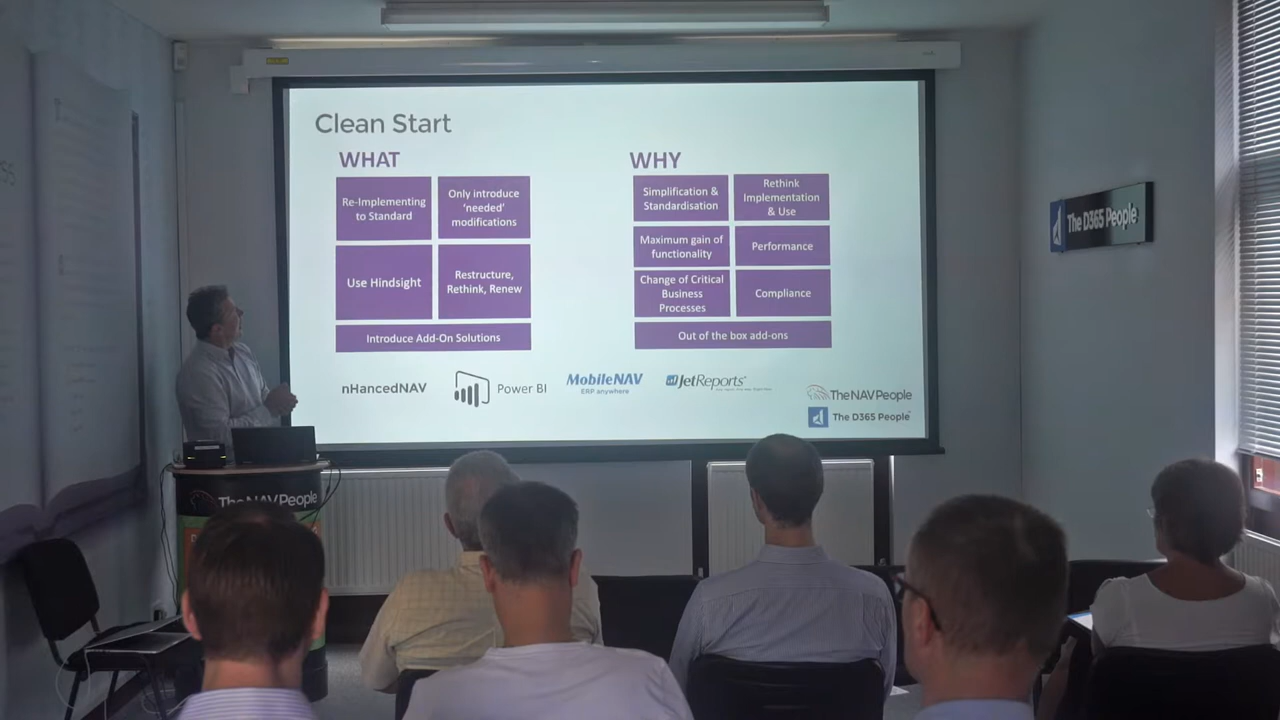 Clean Start
WHAT
Re-Implementing
to Standard
Only introduce
'needed'
modifications
Use Hindsight
Restructure,
Rethink, Renew
Introduce Add-On Solutions
WHY
Simplification &
Standardisation
Rethink
Implementation
& Use
Maximum gain of
functionality
Performance
Change of Critical
Business
Processes
Compliance
Out of the box add-ons
nHancedNAV
Power BI
MobileNAV
ERP anywhere
JetReports
TheNAVPeople
The D365 People
The D365 People
TheNAVPeople